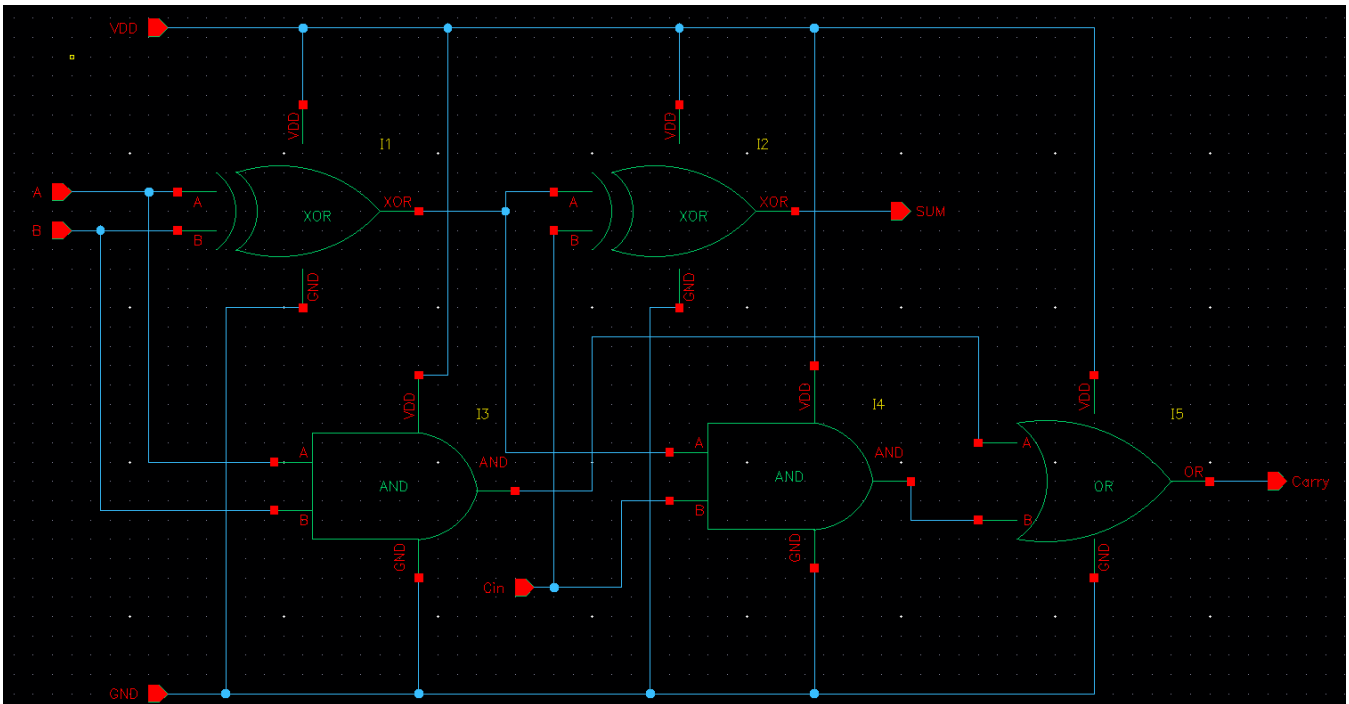 VDD
VDD
VDD
I1
I2
A
A
XOR
XOR
A
XOR
XOR
SUM
B
B
B
GND
GND
VDD
VDD
VDD
I3
I4
I5
A
AND
AND
B
GND
A
AND
AND
B
GND
A
OR
OR
B
GND
Carry
Cin
GND